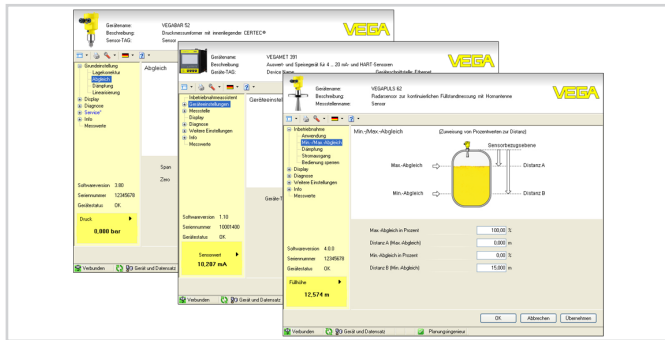 Gerätename: VEGABAR 52
Beschreibung: Druckmessumformer mit innenliegender CERTEC®
Sensor-TAG: Sensor
VEGA
Grundeinstellung
Lagekorrektur
Abgleich
Dämpfung
Linearisierung
Display
Diagnose
Service
Info
Messwerte
Abgleich
Span
Zero
Softwareversion 3.80
Seriennummer 12345678
Gerätestatus OK
Druck
0,000 bar
Verbunden
Gerät und Datensatz
Gerätename: VEGAMET 391
Beschreibung: Auswert- und Speisegerät für 4 ... 20 mA- und HART-Sensoren
Geräte-TAG: Device Name
Geräteschnittstelle: Ethernet
VEGA
Inbetriebnahmeassistent
Geräteeinstellungen
Messstelle
Display
Diagnose
Weitere Einstellungen
Info
Messwerte
Geräteeinstel
Geräte-T
Softwareversion 1.10
Seriennummer 10001400
Gerätestatus OK
Sensorwert
10,207 mA
Verbunden
Gerät und Datensatz
Gerätename: VEGAPULS 62
Beschreibung: Radarsensor zur kontinuierlichen Füllstandmessung mit Hornantenne
Messstellenname: Sensor
VEGA
Inbetriebnahme
Anwendung
Min.-/Max.-Abgleich
Dämpfung
Stromausgang
Bedienung sperren
Display
Diagnose
Weitere Einstellungen
Info
Messwerte
Min-/Max-Abgleich
(Zuweisung von Prozentwerten zur Distanz)
Sensorbezugsebene
Max.-Abgleich
Distanz A
Min.-Abgleich
Distanz B
Max.-Abgleich in Prozent 100,00 %
Distanz A (Max.-Abgleich) 0,000 m
Min.-Abgleich in Prozent 0,00 %
Distanz B (Min.-Abgleich) 15,000 m
Softwareversion 4.0.0
Seriennummer 12345678
Gerätestatus OK
Füllhöhe
12,574 m
OK
Abbrechen
Übernehmen
Verbunden
Gerät und Datensatz
Planungsingenieur